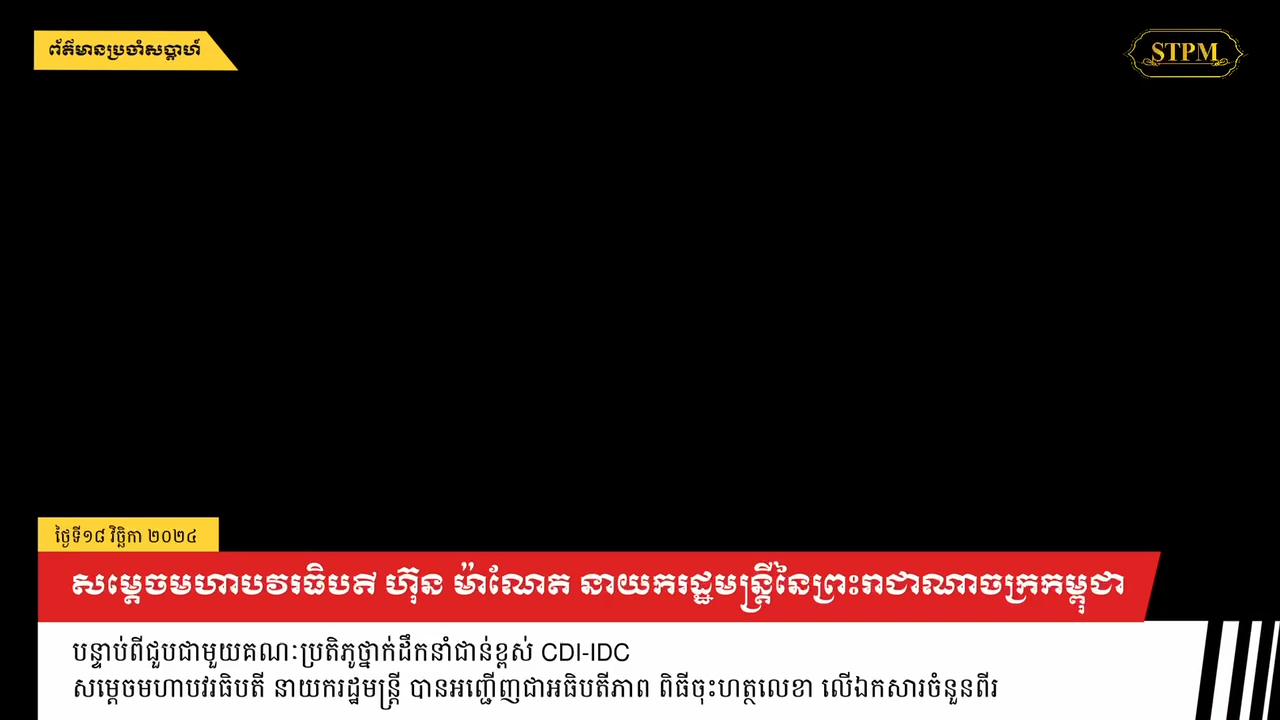 ព័ត៌មានប្រចាំសប្តាហ៍
STPM
ថ្ងៃទី១៨ វិច្ឆិកា ២០២៤
សម្តេចមហាបវរធិបតី ហ៊ុន ម៉ាណែត នាយករដ្ឋមន្ត្រីនៃព្រះរាជាណាចក្រកម្ពុជា
បន្ទាប់ពីជួបជាមួយគណៈប្រតិភូថ្នាក់ដឹកនាំជាន់ខ្ពស់ CDI-IDC
សម្តេចមហាបវរធិបតី នាយករដ្ឋមន្ត្រី បានអញ្ជើញជាអធិបតីភាព ពិធីចុះហត្ថលេខា លើឯកសារចំនួនពីរ